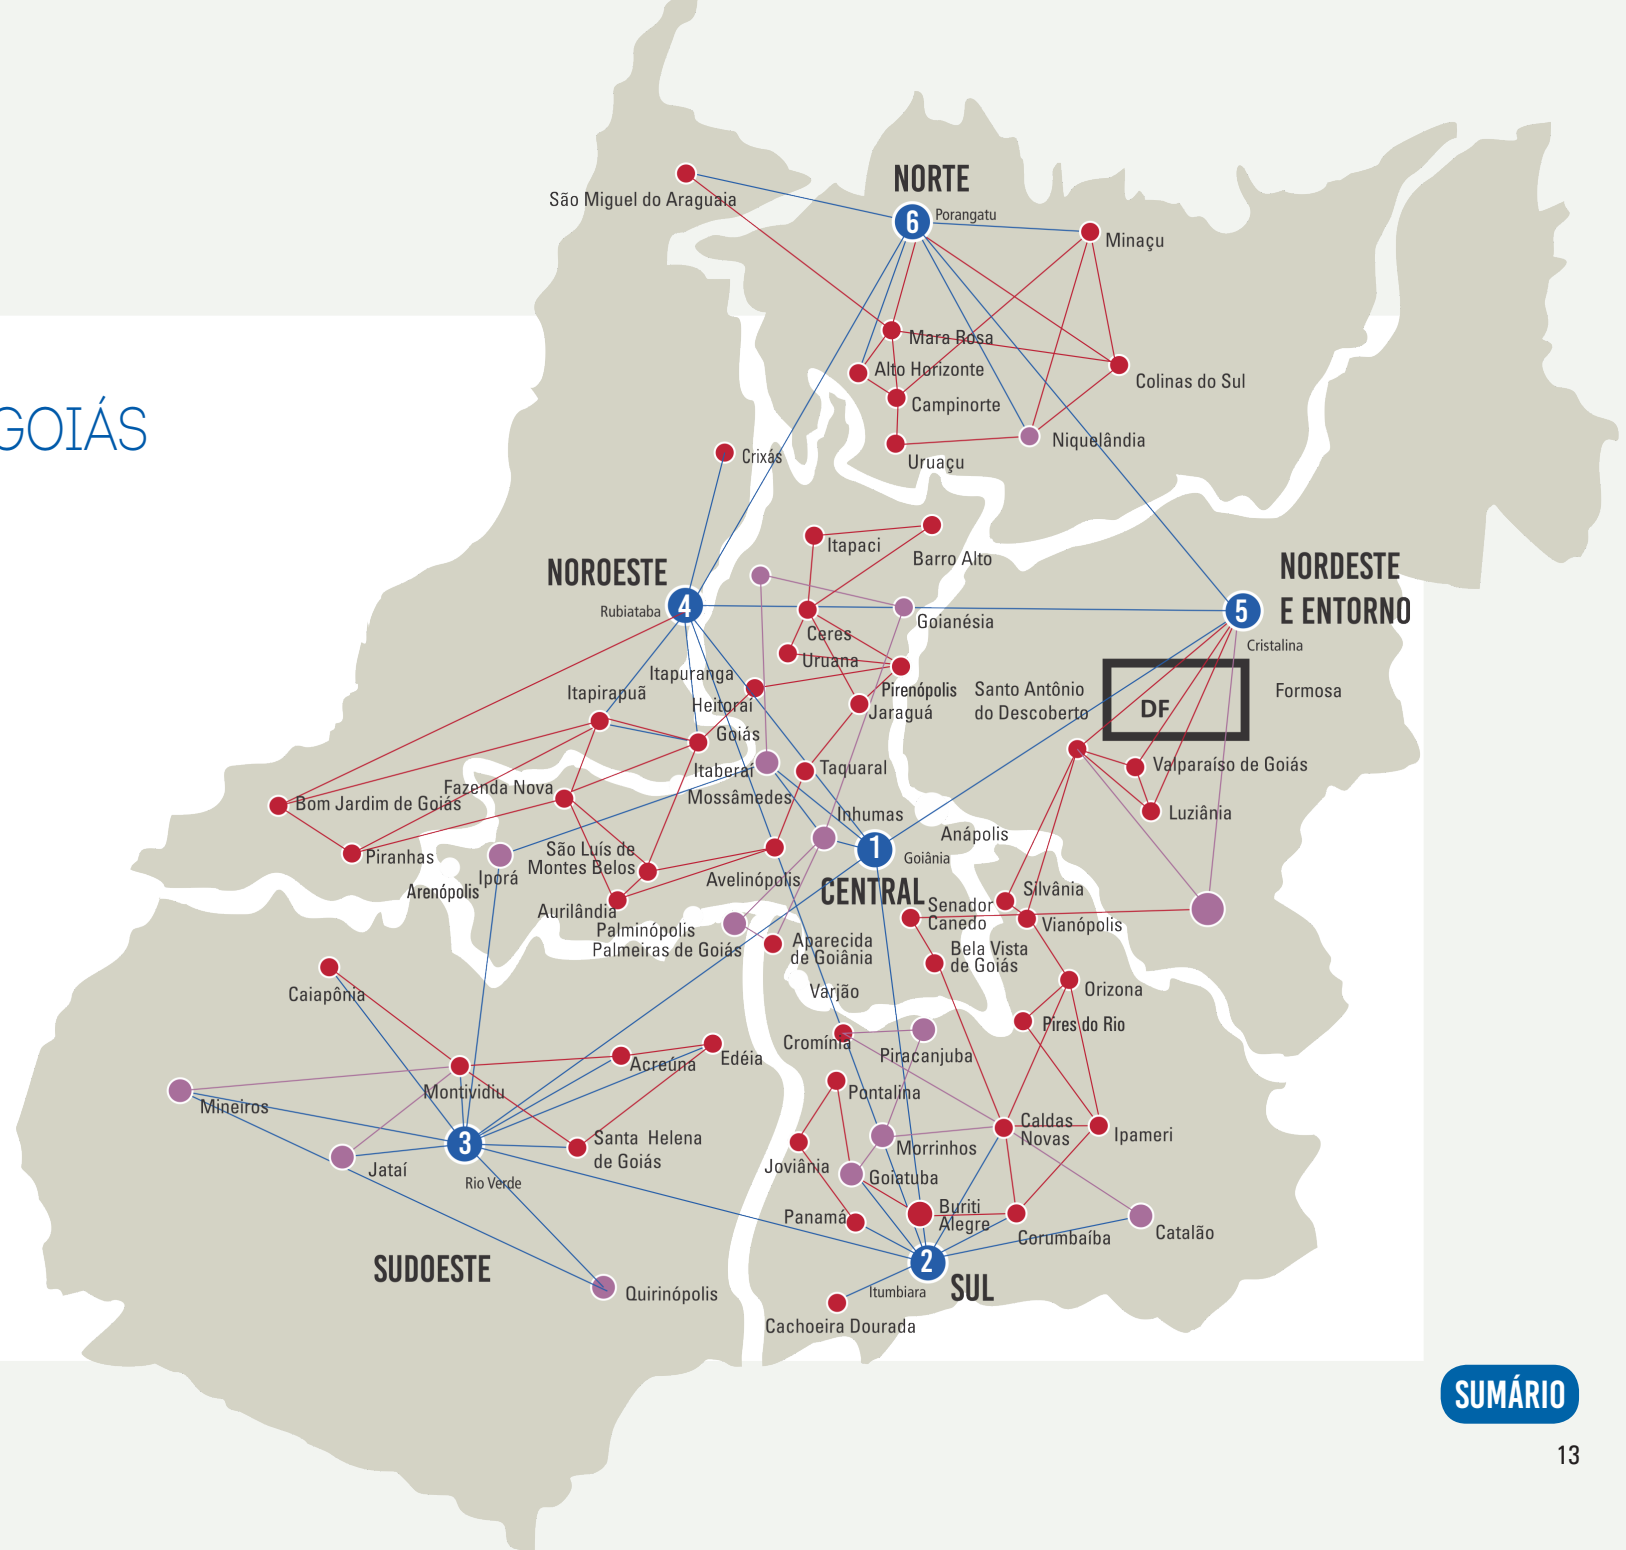 NORTE
6
Porangatu
São Miguel do Araguaia
Minaçu
Mara Rosa
Alto Horizonte
Colinas do Sul
Campinorte
GOIÁS
Niquelândia
Uruaçu
Crixás
Itapaci
Barro Alto
NOROESTE
NORDESTE
E ENTORNO
Rubiataba
4
5
Goianésia
Ceres
Cristalina
Uruana
Itapuranga
Itapirapuã
Pirenópolis
Santo Antônio
do Descoberto
Formosa
DF
Heitoraí
Jaraguá
Goiás
Itaberaí
Taquaral
Valparaíso de Goiás
Fazenda Nova
Mossâmedes
Bom Jardim de Goiás
Inhumas
Luziânia
Anápolis
1
Goiânia
São Luís de
Montes Belos
Piranhas
Iporá
Arenópolis
Avelinópolis
CENTRAL
Silvânia
Senador
Canedo
Aurilândia
Vianópolis
Palminópolis
Palmeiras de Goiás
Aparecida
de Goiânia
Bela Vista
de Goiás
Caiapônia
Varjão
Orizona
Pires do Rio
Cromínia
Piracanjuba
Edéia
Acreúna
Montividiu
Pontalina
Mineiros
Caldas
Novas
Ipameri
3
Santa Helena
de Goiás
Morrinhos
Jataí
Joviânia
Goiatuba
Rio Verde
Panamá
Buriti
Alegre
Corumbaíba
Catalão
SUDOESTE
2
SUL
Itumbiara
Quirinópolis
Cachoeira Dourada
SUMÁRIO
13